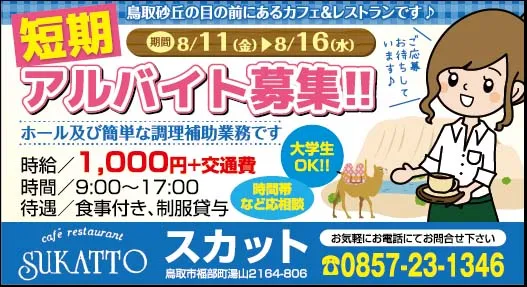 鳥取砂丘の目の前にあるカフェ&レストランです♪
短期
期間 8/11(金)▶8/16(水)
アルバイト募集!!
ご応募
お待ちして
います♪
ホール及び簡単な調理補助業務です
時給／1,000円+交通費
時間／9:00〜17:00
待遇／食事付き、制服貸与
大学生
OK!!
時間帯
など応相談
café restaurant
SUKATTO
スカット
鳥取市福部町湯山2164-806
お気軽にお電話にてお問合せ下さい
☎0857-23-1346